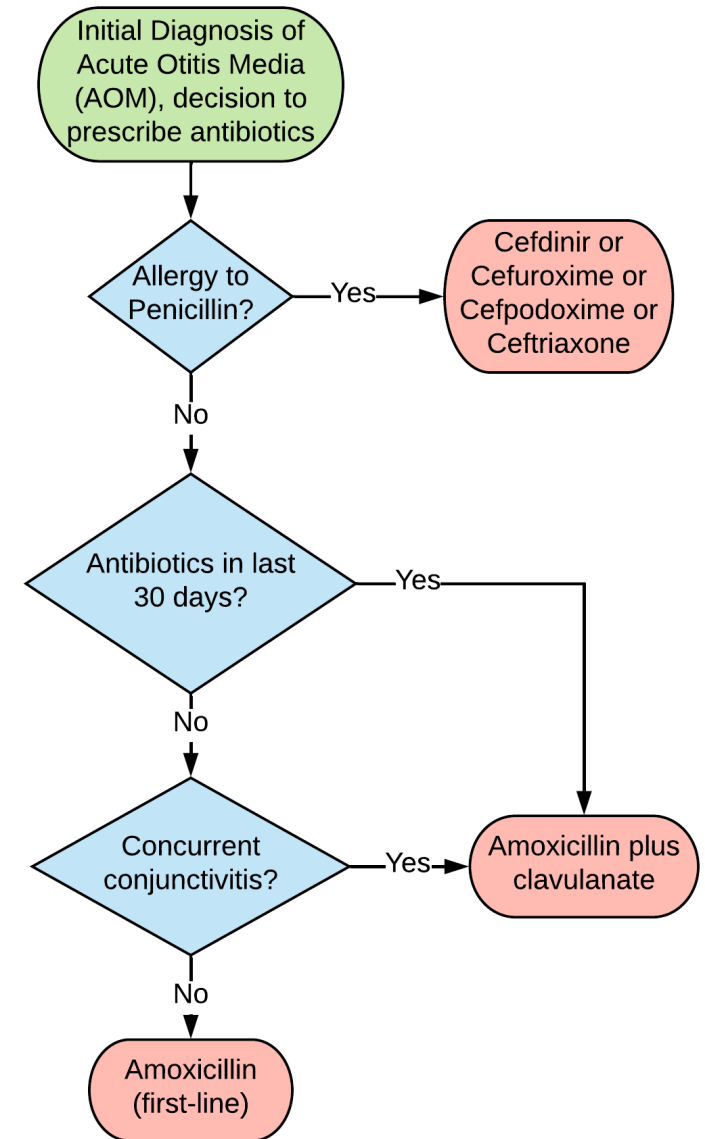 Initial Diagnosis of
Acute Otitis Media
(AOM), decision to
prescribe antibiotics
Allergy to
Penicillin?
Yes
Cefdinir or
Cefuroxime or
Cefpodoxime or
Ceftriaxone
No
Antibiotics in last
30 days?
Yes
No
Concurrent
conjunctivitis?
Yes
Amoxicillin plus
clavulanate
No
Amoxicillin
(first-line)